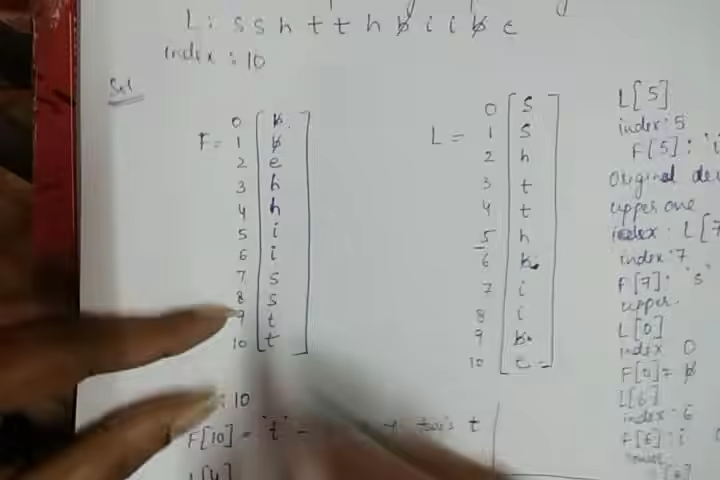 L: s s h t t h b̸ i i b̸ e
index : 10
Sol
F =
0 b̸
1 b̸
2 e
3 h
4 h
5 i
6 i
7 s
8 s
9 t
10 t
L =
0 s
1 s
2 h
3 t
4 t
5 h
6 b̸
7 i
8 i
9 b̸
10 e
: 10
F[10] = 't' - t
L[5]
index: 5
F[5] : 'i
Original
upper one
index : L[7
index: 7
F[7] : 's'
upper
L[0]
index 0
F[0] = b̸
L[6]
index: 6
F[6] : i